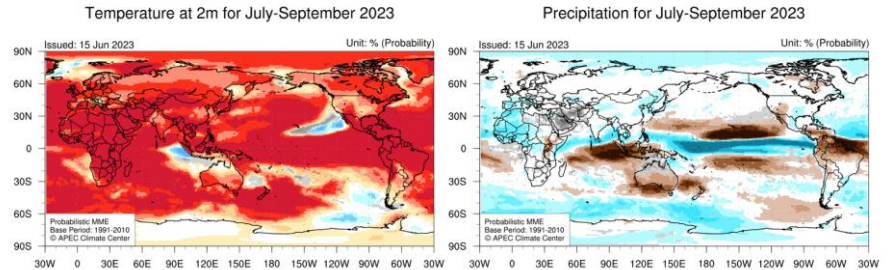 Temperature at 2m for July-September 2023
Issued: 15 Jun 2023 Unit: % (Probability)
90N
60N
30N
0
30S
60S
90S
Probabilistic MME
Base Period: 1991-2010
© APEC Climate Center
30W 0 30E 60E 90E 120E 150E 180 150W 120W 90W 60W 30W
Precipitation for July-September 2023
Issued: 15 Jun 2023 Unit: % (Probability)
90N
60N
30N
0
30S
60S
90S
Probabilistic MME
Base Period: 1991-2010
© APEC Climate Center
30W 0 30E 60E 90E 120E 150E 180 150W 120W 90W 60W 30W